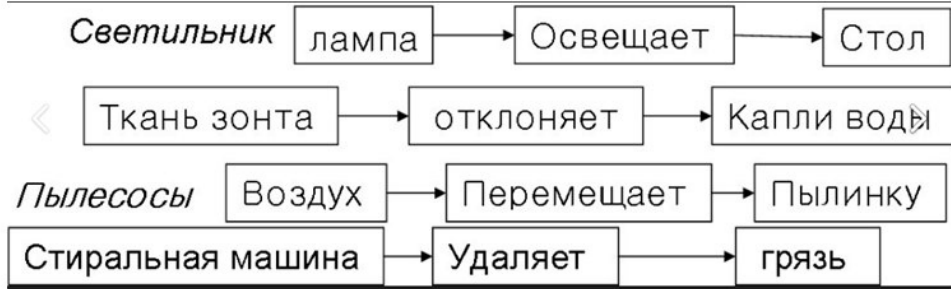 Светильник лампа Освещает Стол
Ткань зонта отклоняет Капли воды
Пылесосы Воздух Перемещает Пылинку
Стиральная машина Удаляет грязь